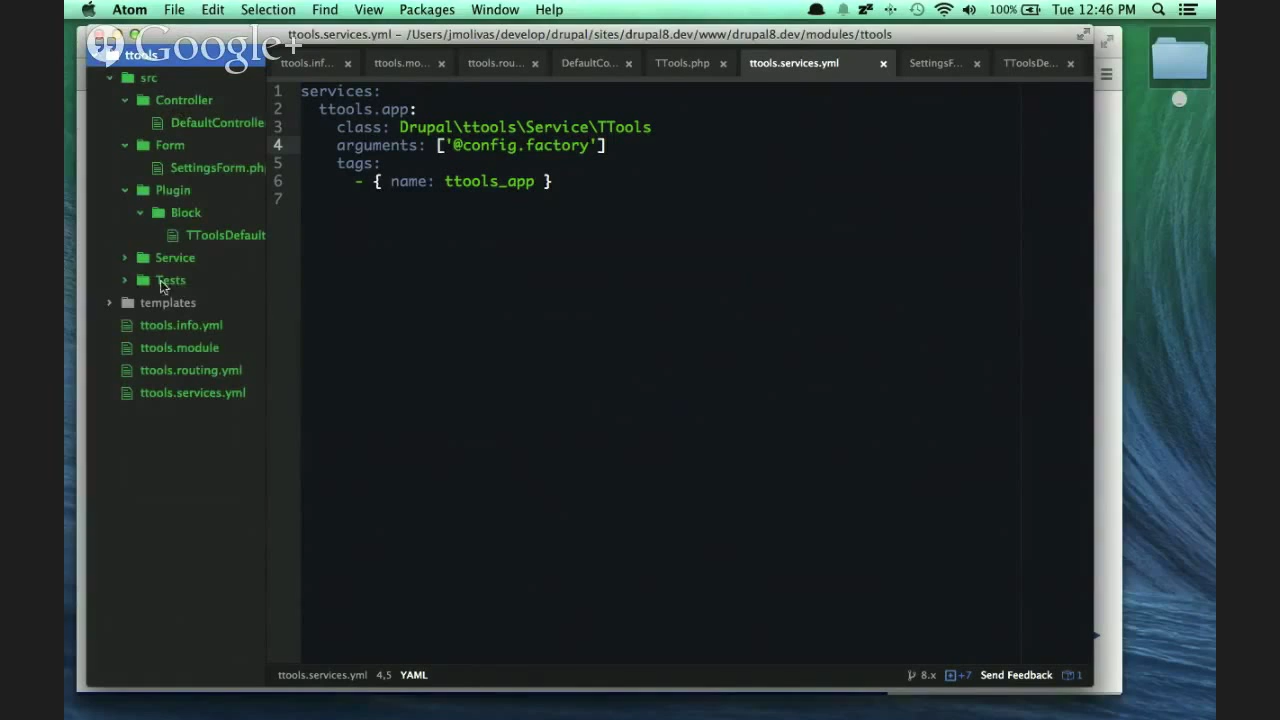 Atom File Edit Selection Find View Packages Window Help 100% Tue 12:46 PM
Google+
ttools.services.yml - /Users/jmolivas/develop/drupal/sites/drupal8.dev/www/drupal8.dev/modules/ttools
ttools
src
Controller
DefaultControlle
Form
SettingsForm.ph
Plugin
Block
TToolsDefault
Service
Tests
templates
ttools.info.yml
ttools.module
ttools.routing.yml
ttools.services.yml
ttools.inf... ttools.mo... ttools.rou... DefaultCo... TTools.php ttools.services.yml SettingsF... TToolsDe...
1 services:
2 ttools.app:
3 class: Drupal\ttools\Service\TTools
4 arguments: ['@config.factory']
5 tags:
6 - { name: ttools_app }
7
ttools.services.yml 4,5 YAML 8.x +7 Send Feedback 1